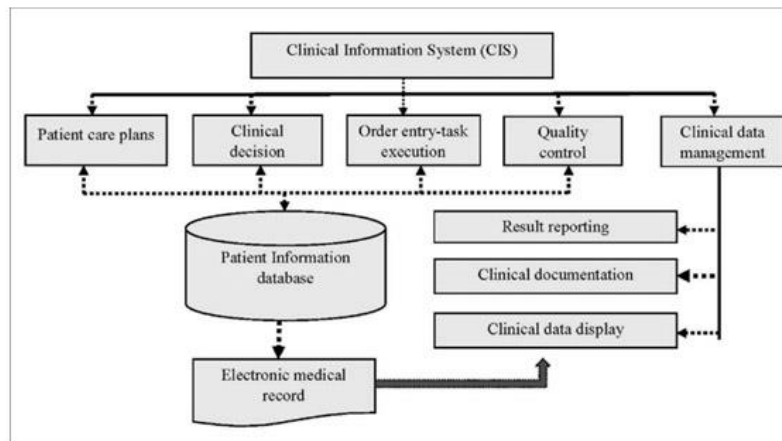 Clinical Information System (CIS)
Patient care plans
Clinical
decision
Order entry-task
execution
Quality
control
Clinical data
management
Patient Information
database
Result reporting
Clinical documentation
Clinical data display
Electronic medical
record